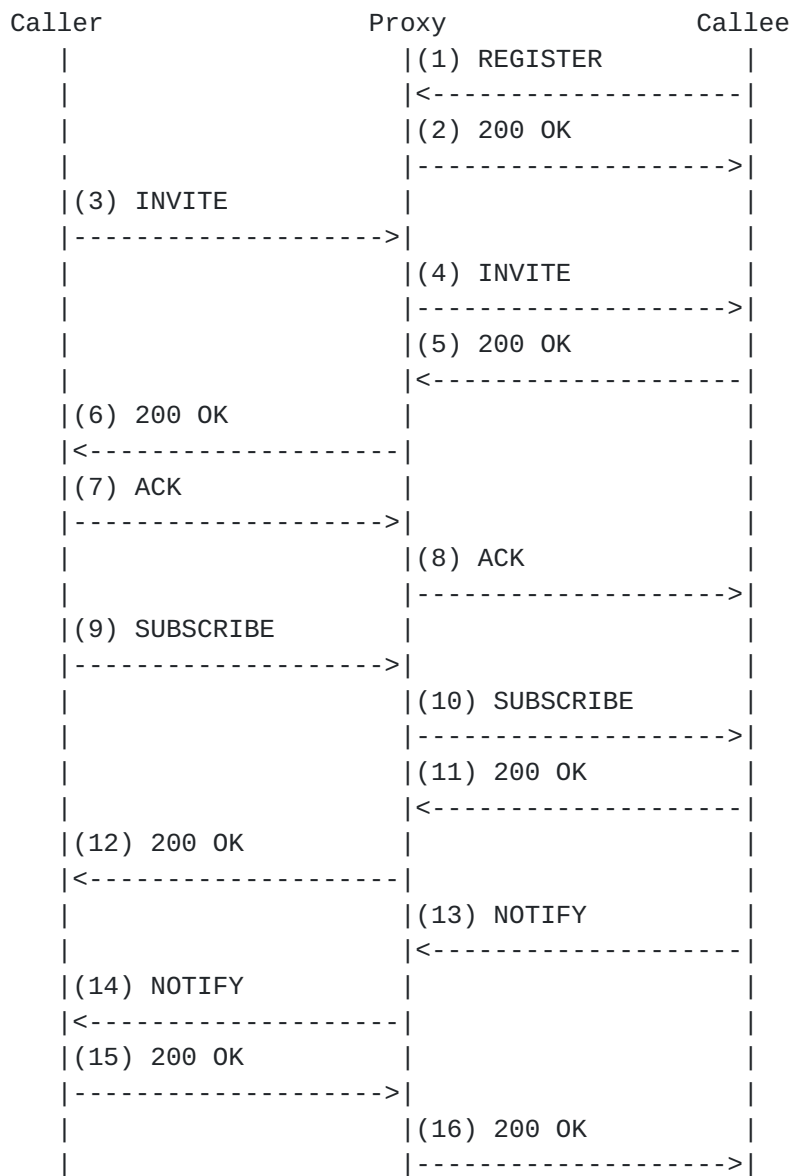 Caller                 Proxy                Callee
   |                     |(1) REGISTER         |
   |                     |<--------------------|
   |                     |(2) 200 OK           |
   |                     |-------------------->|
   |(3) INVITE           |                     |
   |-------------------->|                     |
   |                     |(4) INVITE           |
   |                     |-------------------->|
   |                     |(5) 200 OK           |
   |                     |<--------------------|
   |(6) 200 OK           |                     |
   |<--------------------|                     |
   |(7) ACK              |                     |
   |-------------------->|                     |
   |                     |(8) ACK              |
   |                     |-------------------->|
   |(9) SUBSCRIBE        |                     |
   |-------------------->|                     |
   |                     |(10) SUBSCRIBE       |
   |                     |-------------------->|
   |                     |(11) 200 OK          |
   |                     |<--------------------|
   |(12) 200 OK          |                     |
   |<--------------------|                     |
   |                     |(13) NOTIFY          |
   |                     |<--------------------|
   |(14) NOTIFY          |                     |
   |<--------------------|                     |
   |(15) 200 OK          |                     |
   |-------------------->|                     |
   |                     |(16) 200 OK          |
   |                     |-------------------->|